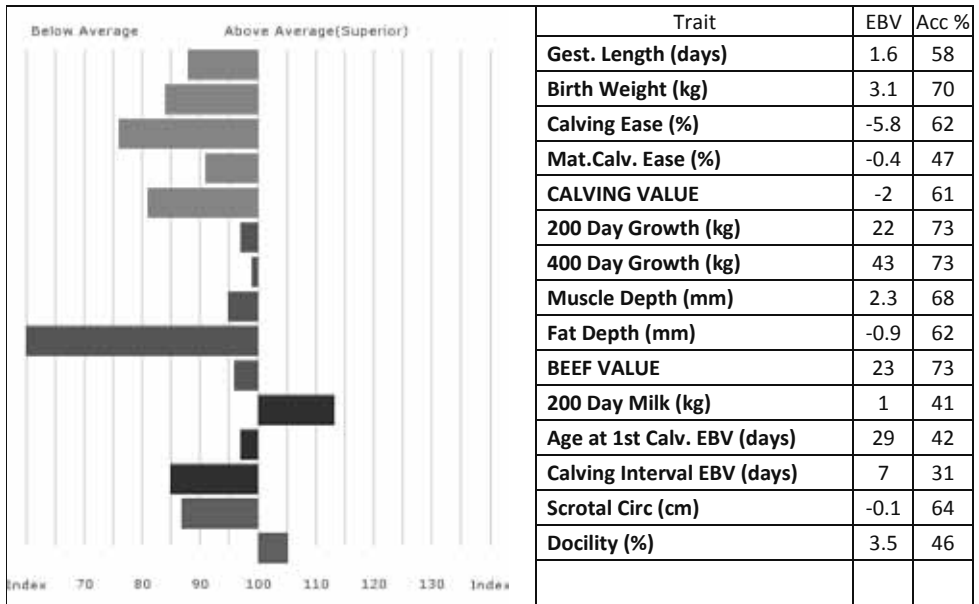 Below Average Above Average(Superior)
Index 70 80 90 100 110 120 130 Index
Trait EBV Acc %
Gest. Length (days) 1.6 58
Birth Weight (kg) 3.1 70
Calving Ease (%) -5.8 62
Mat.Calv. Ease (%) -0.4 47
CALVING VALUE -2 61
200 Day Growth (kg) 22 73
400 Day Growth (kg) 43 73
Muscle Depth (mm) 2.3 68
Fat Depth (mm) -0.9 62
BEEF VALUE 23 73
200 Day Milk (kg) 1 41
Age at 1st Calv. EBV (days) 29 42
Calving Interval EBV (days) 7 31
Scrotal Circ (cm) -0.1 64
Docility (%) 3.5 46